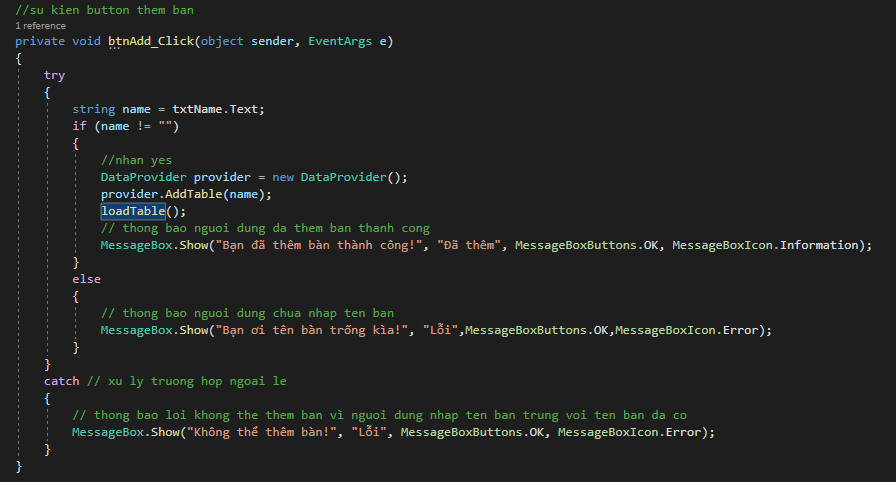 //su kien button them ban
1 reference
private void btnAdd_Click(object sender, EventArgs e)
{
try
{
string name = txtName.Text;
if (name != "")
{
//nhan yes
DataProvider provider = new DataProvider();
provider.AddTable(name);
loadTable();
// thong bao nguoi dung da them ban thanh cong
MessageBox.Show("Bạn đã thêm bàn thành công!", "Đã thêm", MessageBoxButtons.OK, MessageBoxIcon.Information);
}
else
{
// thong bao nguoi dung chua nhap ten ban
MessageBox.Show("Bạn ơi tên bàn trống kìa!", "Lỗi",MessageBoxButtons.OK,MessageBoxIcon.Error);
}
}
catch // xu ly truong hop ngoai le
{
// thong bao loi khong the them ban vì nguoi dung nhap ten ban trung voi ten ban da co
MessageBox.Show("Không thể thêm bàn!", "Lỗi", MessageBoxButtons.OK, MessageBoxIcon.Error);
}
}